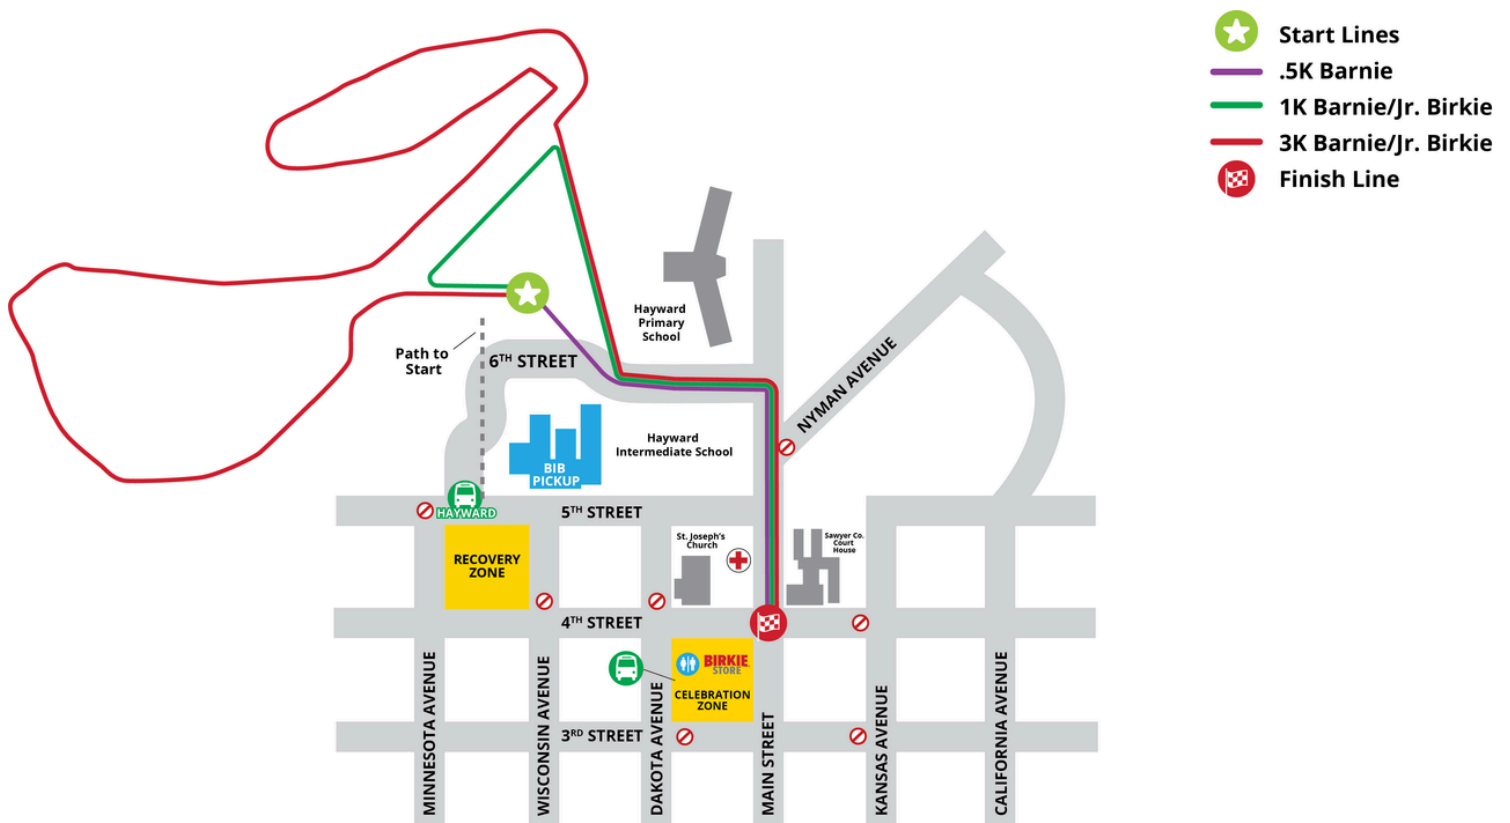 Start Lines
.5K Barnie
1K Barnie/Jr. Birkie
3K Barnie/Jr. Birkie
Finish Line
Hayward
Primary
School
Path to
Start
6TH STREET
NYMAN AVENUE
Hayward
Intermediate School
BIB
PICKUP
HAYWARD
5TH STREET
St. Joseph's
Church
Sawyer Co.
Court
House
RECOVERY
ZONE
4TH STREET
BIRKIE
STORE
CELEBRATION
ZONE
3RD STREET
MINNESOTA AVENUE
WISCONSIN AVENUE
DAKOTA AVENUE
MAIN STREET
KANSAS AVENUE
CALIFORNIA AVENUE